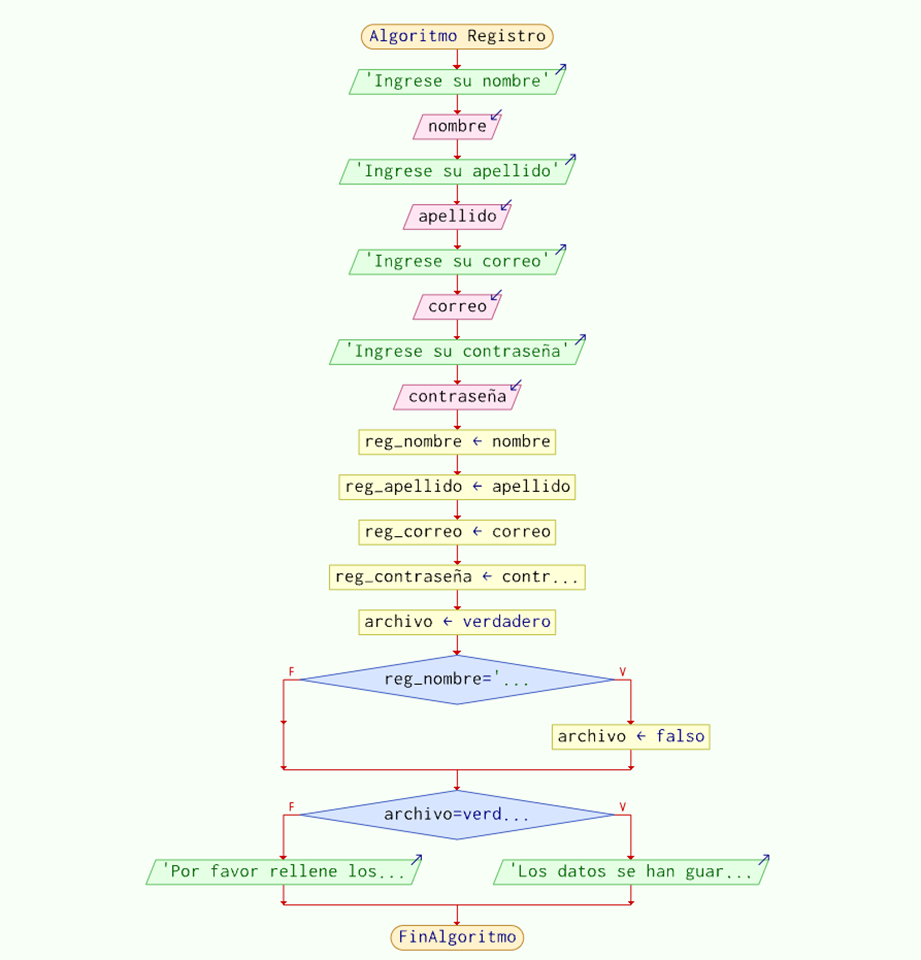 Algoritmo Registro
'Ingrese su nombre'
nombre
'Ingrese su apellido'
apellido
'Ingrese su correo'
correo
'Ingrese su contraseña'
contraseña
reg_nombre ← nombre
reg_apellido ← apellido
reg_correo ← correo
reg_contraseña ← contr...
archivo ← verdadero
F
reg_nombre='...
V
archivo ← falso
F
archivo=verd...
V
'Por favor rellene los...
'Los datos se han guar...
FinAlgoritmo